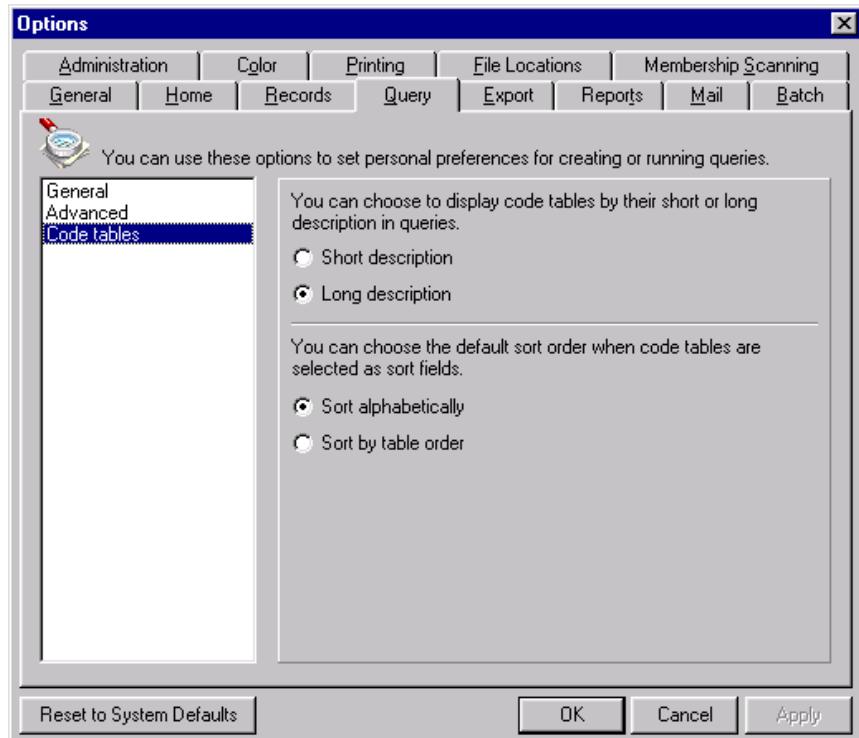 Options
Administration Color Printing File Locations Membership Scanning
General Home Records Query Export Reports Mail Batch
You can use these options to set personal preferences for creating or running queries.
General
Advanced
Code tables
You can choose to display code tables by their short or long
description in queries.
Short description
Long description
You can choose the default sort order when code tables are
selected as sort fields.
Sort alphabetically
Sort by table order
Reset to System Defaults OK Cancel Apply